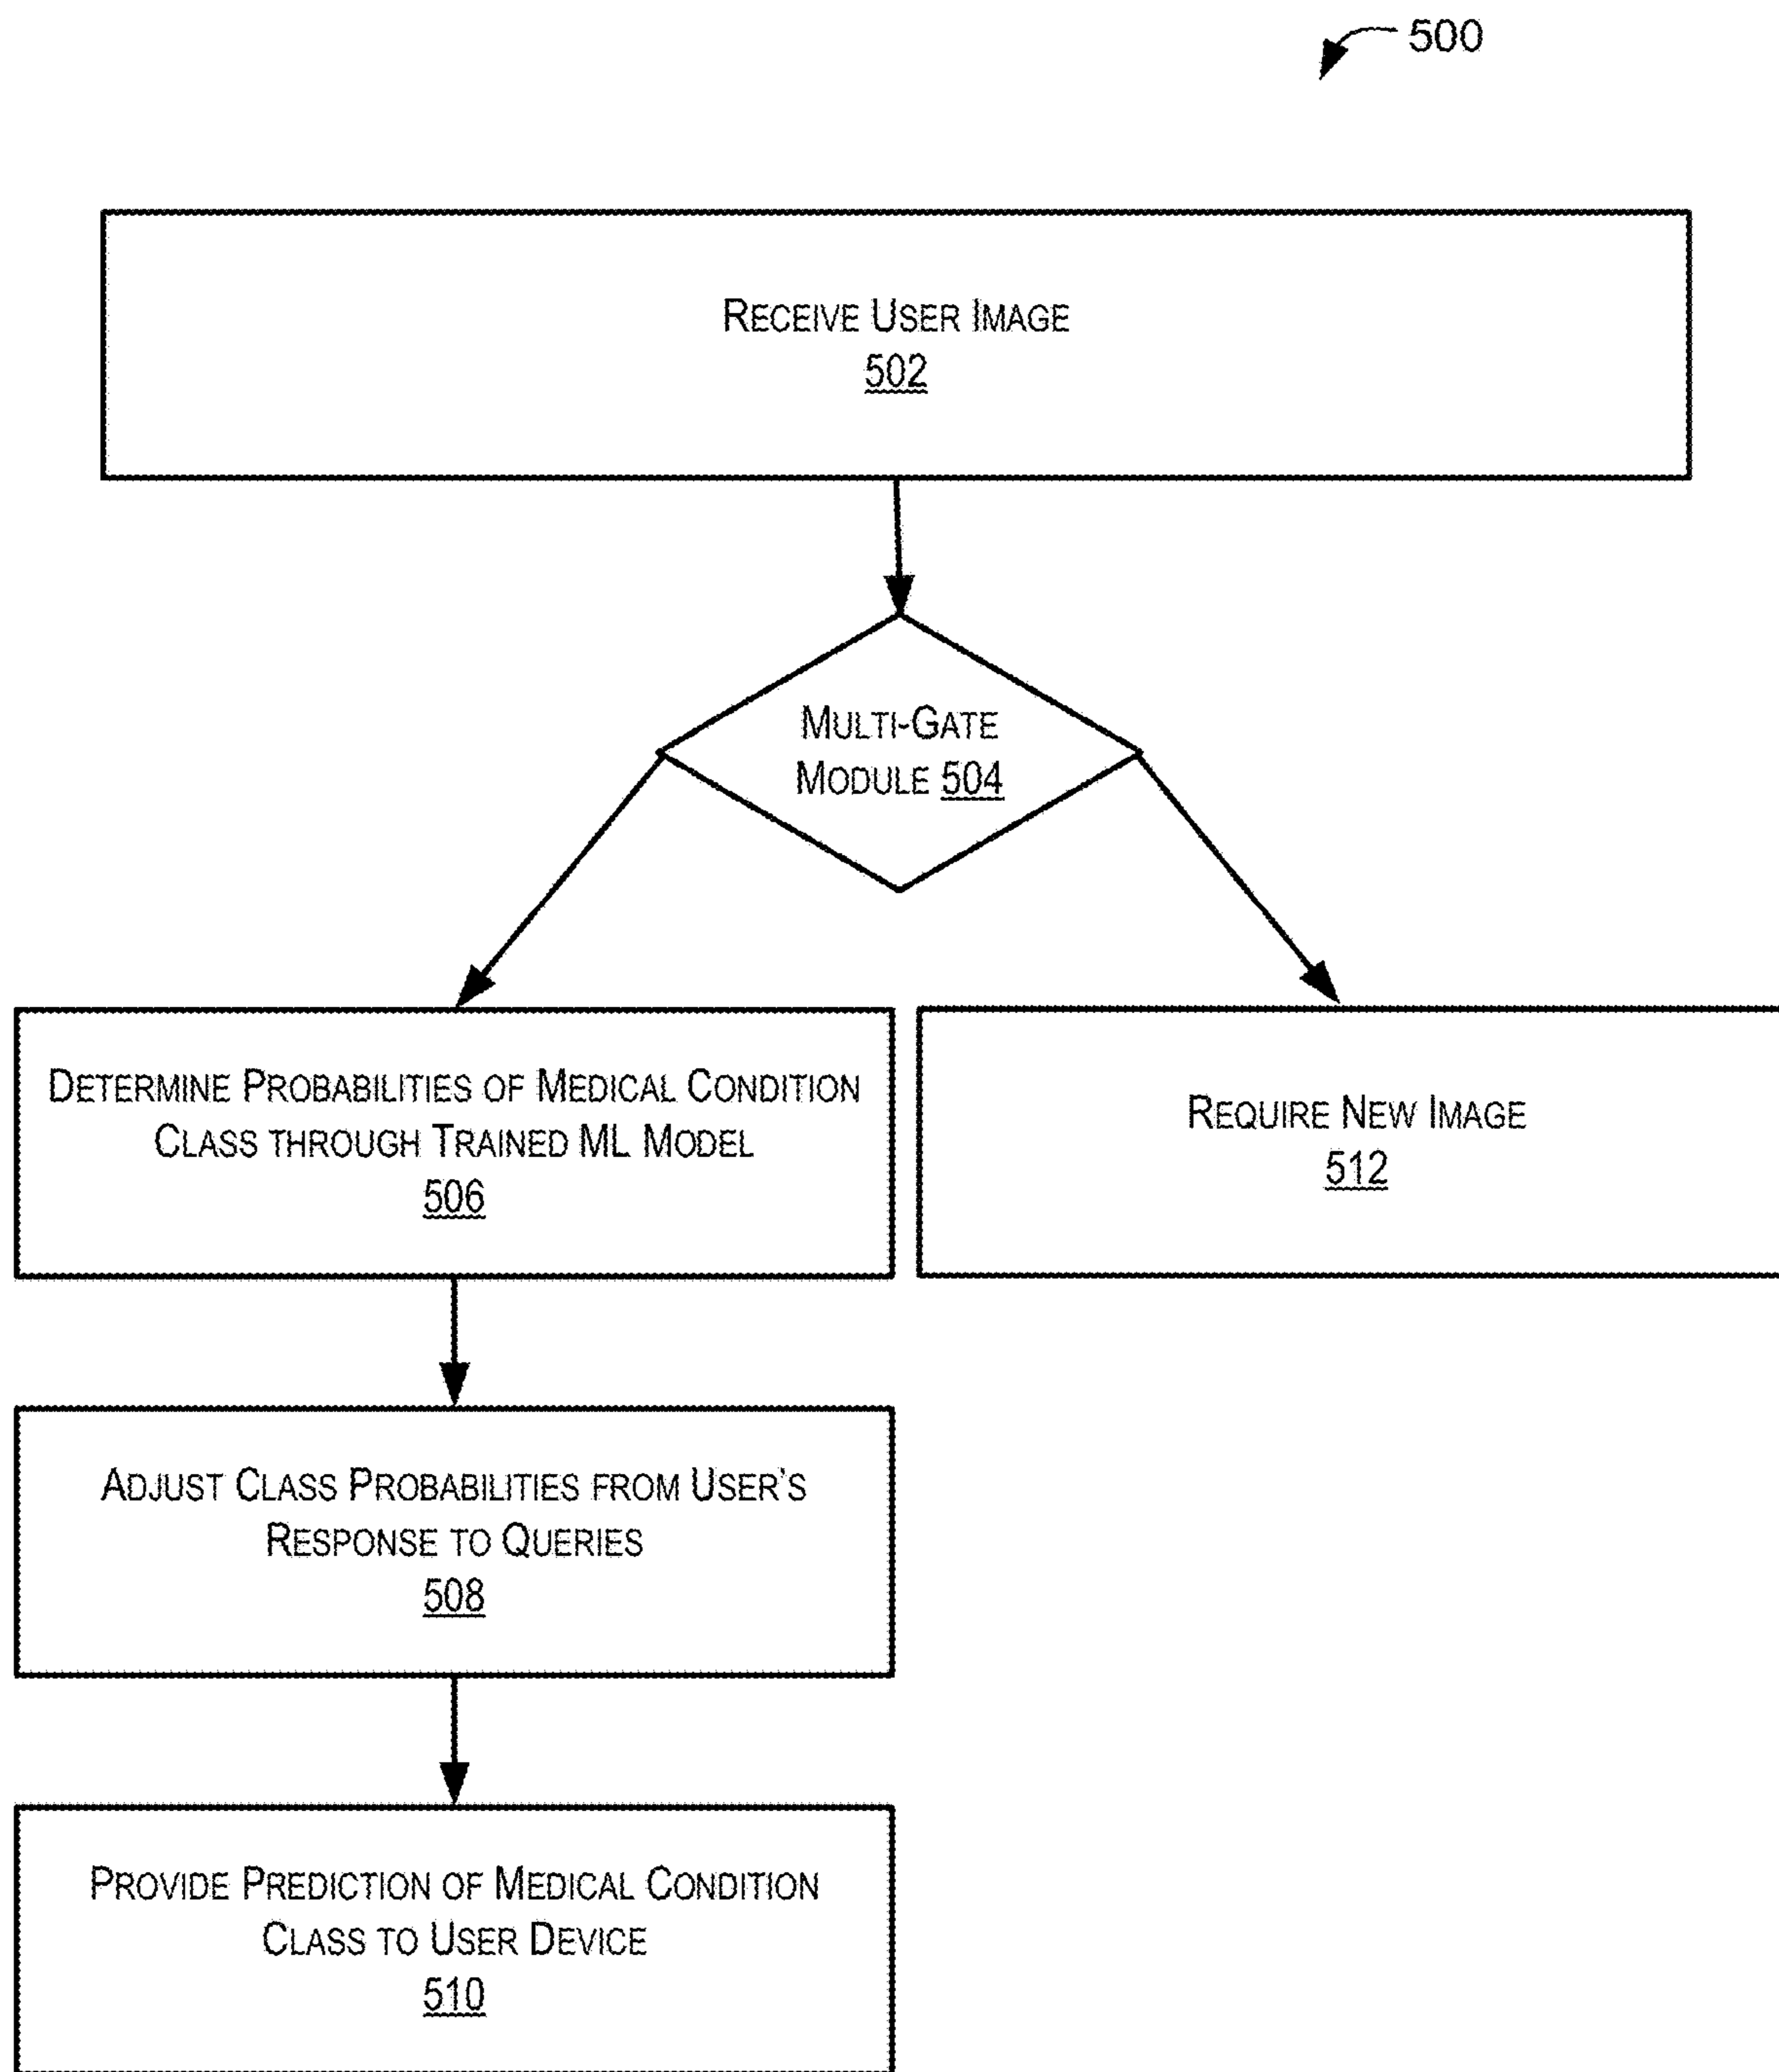 500
RECEIVE USER IMAGE
502
MULTI-GATE
MODULE 504
DETERMINE PROBABILITIES OF MEDICAL CONDITION
CLASS THROUGH TRAINED ML MODEL
506
REQUIRE NEW IMAGE
512
ADJUST CLASS PROBABILITIES FROM USER'S
RESPONSE TO QUERIES
508
PROVIDE PREDICTION OF MEDICAL CONDITION
CLASS TO USER DEVICE
510